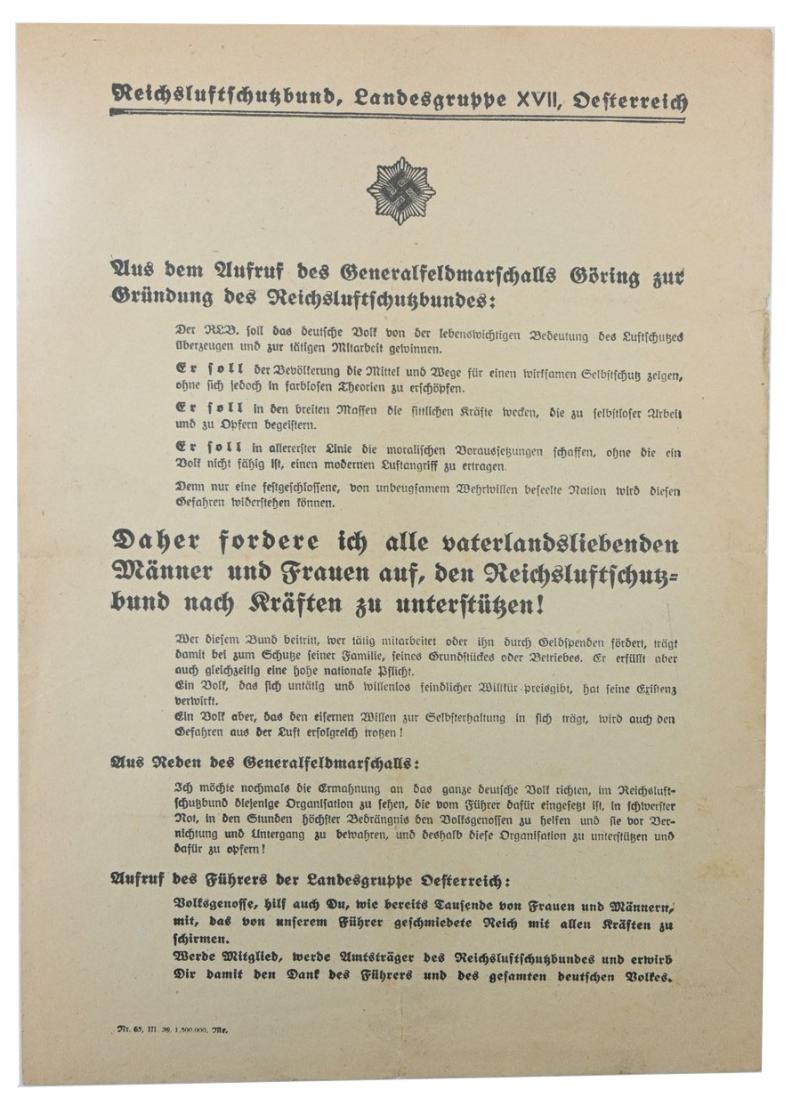 Reichsluftschutzbund, Landesgruppe XVII, Oesterreich
Aus dem Aufruf des Generalfeldmarschalls Göring zur
Gründung des Reichsluftschutzbundes:
Der RLB. soll das deutsche Volk von der lebenswichtigen Bedeutung des Luftschutzes
überzeugen und zur tätigen Mitarbeit gewinnen.
Er soll der Bevölkerung die Mittel und Wege für einen wirksamen Selbstschutz zeigen,
ohne sich jedoch in farblosen Theorien zu erschöpfen.
Er soll in den breiten Massen die sittlichen Kräfte wecken, die zu selbstloser Arbeit
und zu Opfern begeistern.
Er soll in allererster Linie die moralischen Voraussetzungen schaffen, ohne die ein
Volk nicht fähig ist, einen modernen Luftangriff zu ertragen.
Denn nur eine festgeschlossene, von unbeugsamem Wehrwillen beseelte Nation wird diesen
Gefahren widerstehen können.
Daher fordere ich alle vaterlandsliebenden
Männer und Frauen auf, den Reichsluftschutz=
bund nach Kräften zu unterstützen!
Wer diesem Bund beitritt, wer tätig mitarbeitet oder ihn durch Geldspenden fördert, trägt
damit bei zum Schutze seiner Familie, seines Grundstückes oder Betriebes. Er erfüllt aber
auch gleichzeitig eine hohe nationale Pflicht.
Ein Volk, das sich untätig und willenlos feindlicher Willkür preisgibt, hat seine Existenz
verwirkt.
Ein Volk aber, das den eisernen Willen zur Selbsterhaltung in sich trägt, wird auch den
Gefahren aus der Luft erfolgreich trotzen!
Aus Reden des Generalfeldmarschalls:
Ich möchte nochmals die Ermahnung an das ganze deutsche Volk richten, im Reichsluft-
schutzbund diejenige Organisation zu sehen, die vom Führer dafür eingesetzt ist, in schwerster
Not, in den Stunden höchster Bedrängnis den Volksgenossen zu helfen und sie vor Ver-
nichtung und Untergang zu bewahren, und deshalb diese Organisation zu unterstützen und
dafür zu opfern!
Aufruf des Führers der Landesgruppe Oesterreich:
Volksgenosse, hilf auch Du, wie bereits Tausende von Frauen und Männern,
mit, das von unserem Führer geschmiedete Reich mit allen Kräften zu
schirmen.
Werde Mitglied, werde Amtsträger des Reichsluftschutzbundes und erwirb
Dir damit den Dank des Führers und des gesamten deutschen Volkes.
Nr. 65, III. 39. 1,500.000, Me.